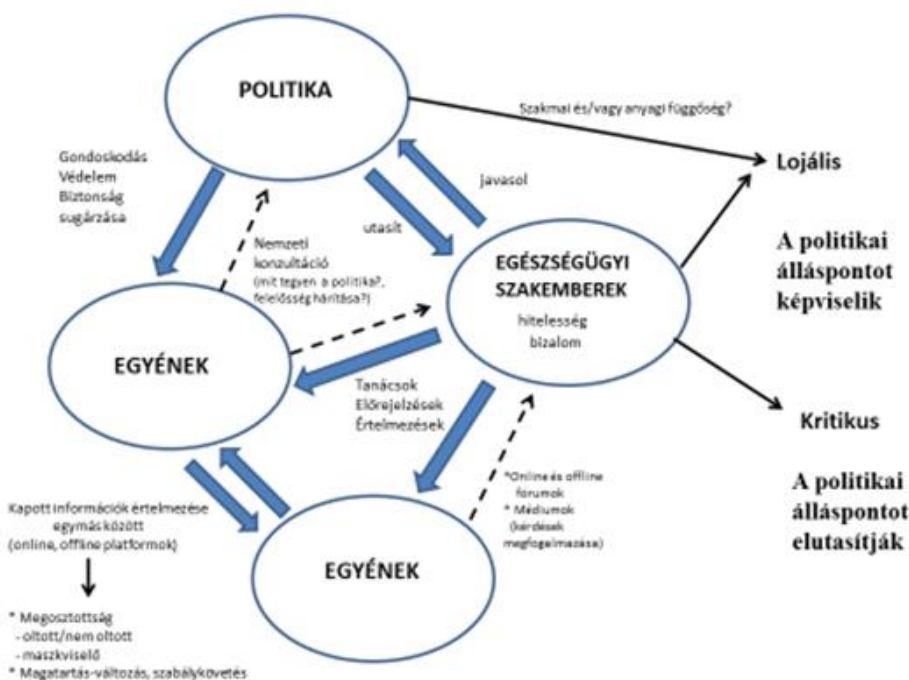 POLITIKA
Szakmai és/vagy anyagi függőség?
Lojális
Gondoskodás
Védelem
Biztonság
sugárzása
javasol
utasít
A politikai
álláspontot
képviselik
Nemzeti
konzultáció
(mit tegyen a politika?,
felelősség hárítása?)
EGÉSZSÉGÜGYI
SZAKEMBEREK
hitelesség
bizalom
EGYÉNEK
Tanácsok
Előrejelzések
Értelmezések
Kritikus
A politikai
álláspontot
elutasítják
*Online és offline
fórumok
* Médiumok
(kérdések
megfogalmazása)
Kapott információk értelmezése
egymás között
(online, offline platformok)
EGYÉNEK
* Megosztottság
- oltott/nem oltott
- maszkviselő
* Magatartás-változás, szabálykövetés